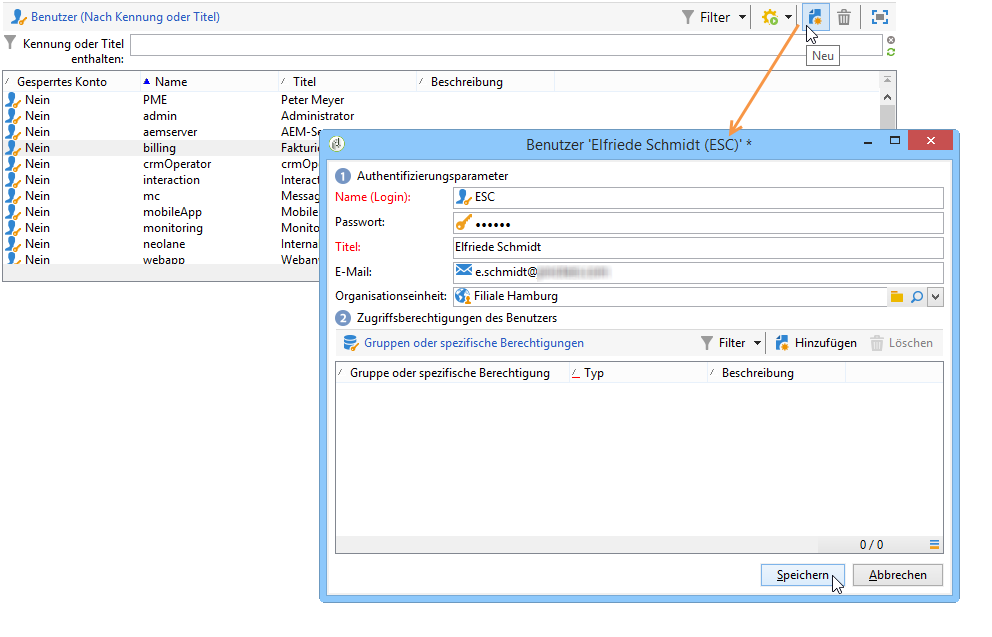 Benutzer (Nach Kennung oder Titel)
Filter
Kennung oder Titel
enthalten:
Neu
Gesperrtes Konto Name Titel Beschreibung
Nein PME Peter Meyer
Nein admin Administrator
Nein aemserver AEM-Se
Nein billing Fakturi
Nein crmOperator crmOp
Nein interaction Interact
Nein mc Messag
Nein mobileApp Mobile
Nein monitoring Monito
Nein neolane Interna
Nein webapp Weban
Benutzer 'Elfriede Schmidt (ESC)' *
1 Authentifizierungsparameter
Name (Login): ESC
Passwort: ••••••
Titel: Elfriede Schmidt
E-Mail: e.schmidt@
Organisationseinheit: Filiale Hamburg
2 Zugriffsberechtigungen des Benutzers
Gruppen oder spezifische Berechtigungen Filter Hinzufügen Löschen
Gruppe oder spezifische Berechtigung Typ Beschreibung
0 / 0
Speichern Abbrechen